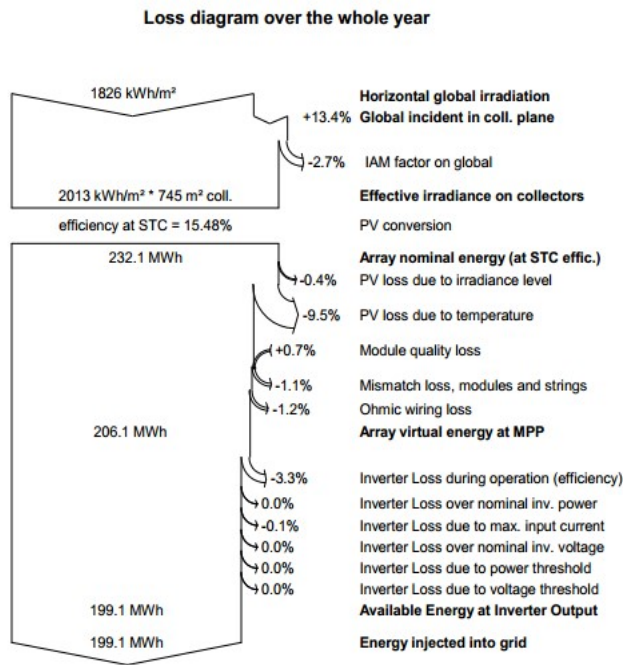 Loss diagram over the whole year
1826 kWh/m² Horizontal global irradiation
+13.4% Global incident in coll. plane
-2.7% IAM factor on global
2013 kWh/m² * 745 m² coll. Effective irradiance on collectors
efficiency at STC = 15.48% PV conversion
232.1 MWh Array nominal energy (at STC effic.)
-0.4% PV loss due to irradiance level
-9.5% PV loss due to temperature
+0.7% Module quality loss
-1.1% Mismatch loss, modules and strings
-1.2% Ohmic wiring loss
206.1 MWh Array virtual energy at MPP
-3.3% Inverter Loss during operation (efficiency)
0.0% Inverter Loss over nominal inv. power
-0.1% Inverter Loss due to max. input current
0.0% Inverter Loss over nominal inv. voltage
0.0% Inverter Loss due to power threshold
0.0% Inverter Loss due to voltage threshold
199.1 MWh Available Energy at Inverter Output
199.1 MWh Energy injected into grid